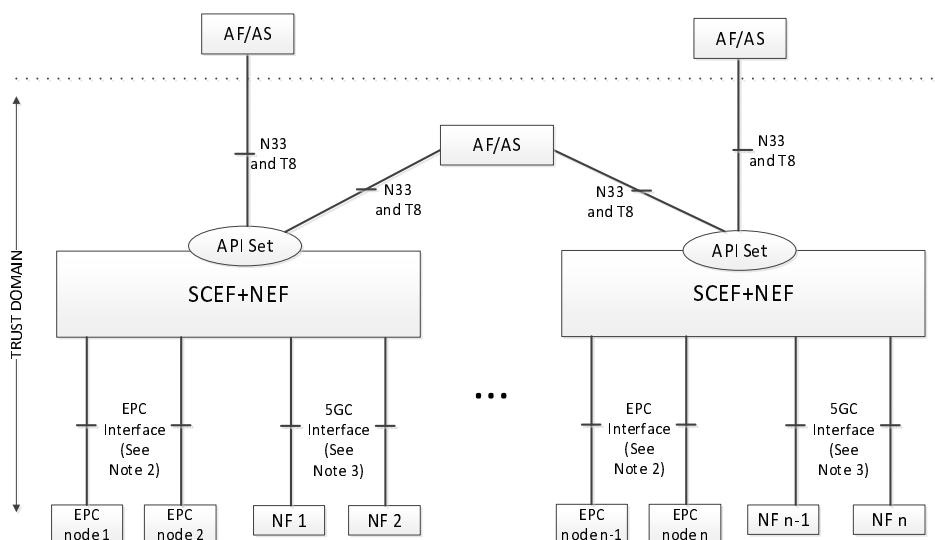 AF/AS
AF/AS
N33
and T8
AF/AS
N33
and T8
N33
and T8
N33
and T8
API Set
API Set
SCEF+NEF
SCEF+NEF
TRUST DOMAIN
EPC
Interface
(See
Note 2)
5GC
Interface
(See
Note 3)
...
EPC
Interface
(See
Note 2)
5GC
Interface
(See
Note 3)
EPC
node 1
EPC
node 2
NF 1
NF 2
EPC
node n-1
EPC
node n
NF n-1
NF n